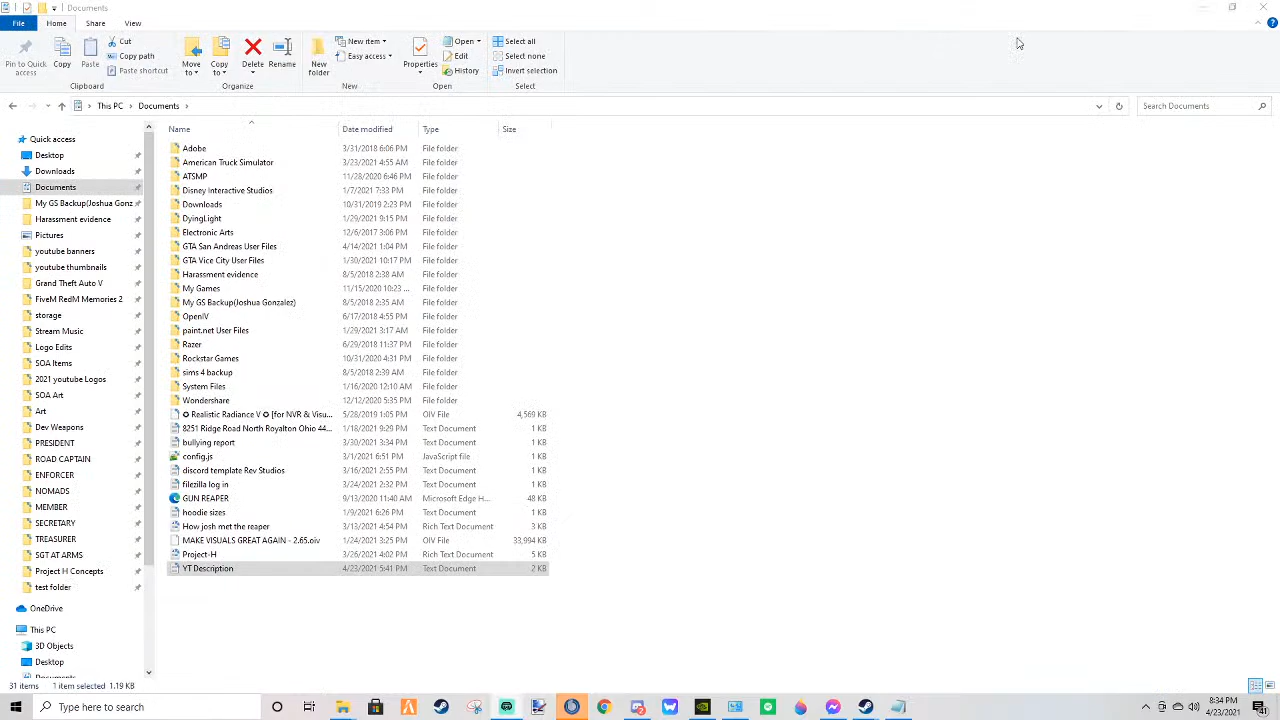 Documents
File Home Share View
Pin to Quick access
Copy
Paste
Cut
Copy path
Paste shortcut
Clipboard
Move to
Copy to
Delete
Rename
Organize
New folder
New item
Easy access
New
Properties
Open
Edit
History
Open
Select all
Select none
Invert selection
Select
This PC > Documents >
Search Documents
Quick access
Desktop
Downloads
Documents
My GS Backup(Joshua Gonz
Harassment evidence
Pictures
youtube banners
youtube thumbnails
Grand Theft Auto V
FiveM RedM Memories 2
storage
Stream Music
Logo Edits
SOA Items
2021 youtube Logos
SOA Art
Art
Dev Weapons
PRESIDENT
ROAD CAPTAIN
ENFORCER
NOMADS
MEMBER
SECRETARY
TREASURER
SGT AT ARMS
Project H Concepts
test folder
OneDrive
This PC
3D Objects
Desktop
Documents
Name Date modified Type Size
Adobe 3/31/2018 6:06 PM File folder
American Truck Simulator 3/23/2021 4:55 AM File folder
ATSMP 11/28/2020 6:46 PM File folder
Disney Interactive Studios 1/7/2021 7:33 PM File folder
Downloads 10/31/2019 2:23 PM File folder
DyingLight 1/29/2021 9:15 PM File folder
Electronic Arts 12/6/2017 3:06 PM File folder
GTA San Andreas User Files 4/14/2021 1:04 PM File folder
GTA Vice City User Files 1/30/2021 10:17 PM File folder
Harassment evidence 8/5/2018 2:38 AM File folder
My Games 11/15/2020 10:23 ... File folder
My GS Backup(Joshua Gonzalez) 8/5/2018 2:35 AM File folder
OpenIV 6/17/2018 4:55 PM File folder
paint.net User Files 1/29/2021 3:17 AM File folder
Razer 6/29/2018 11:37 PM File folder
Rockstar Games 10/31/2020 4:31 PM File folder
sims 4 backup 8/5/2018 2:39 AM File folder
System Files 1/16/2020 12:10 AM File folder
Wondershare 12/12/2020 5:35 PM File folder
✪ Realistic Radiance V ✪ [for NVR & Visu... 5/28/2019 1:05 PM OIV File 4,569 KB
8251 Ridge Road North Royalton Ohio 44... 1/18/2021 9:29 PM Text Document 1 KB
bullying report 3/30/2021 3:34 PM Text Document 1 KB
config.js 3/1/2021 6:51 PM JavaScript file 1 KB
discord template Rev Studios 3/16/2021 2:55 PM Text Document 1 KB
filezilla log in 3/24/2021 2:32 PM Text Document 1 KB
GUN REAPER 9/13/2020 11:40 AM Microsoft Edge H... 48 KB
hoodie sizes 1/9/2021 6:26 PM Text Document 1 KB
How josh met the reaper 3/13/2021 4:54 PM Rich Text Document 3 KB
MAKE VISUALS GREAT AGAIN - 2.65.oiv 1/24/2021 3:25 PM OIV File 33,994 KB
Project-H 3/26/2021 4:02 PM Rich Text Document 5 KB
YT Description 4/23/2021 5:41 PM Text Document 2 KB
31 items 1 item selected 1.19 KB
Type here to search
8:34 PM
4/23/2021